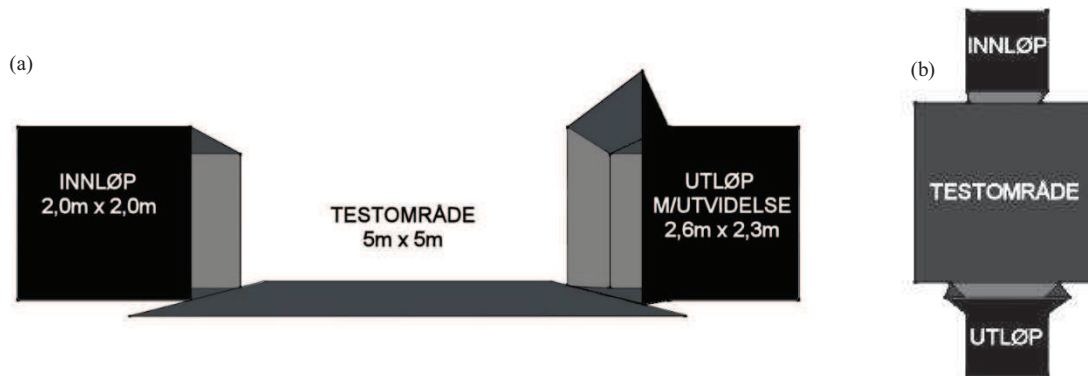 (a)
INNLØP
2,0m x 2,0m
TESTOMRÅDE
5m x 5m
UTLØP
M/UTVIDELSE
2,6m x 2,3m
(b)
INNLØP
TESTOMRÅDE
UTLØP